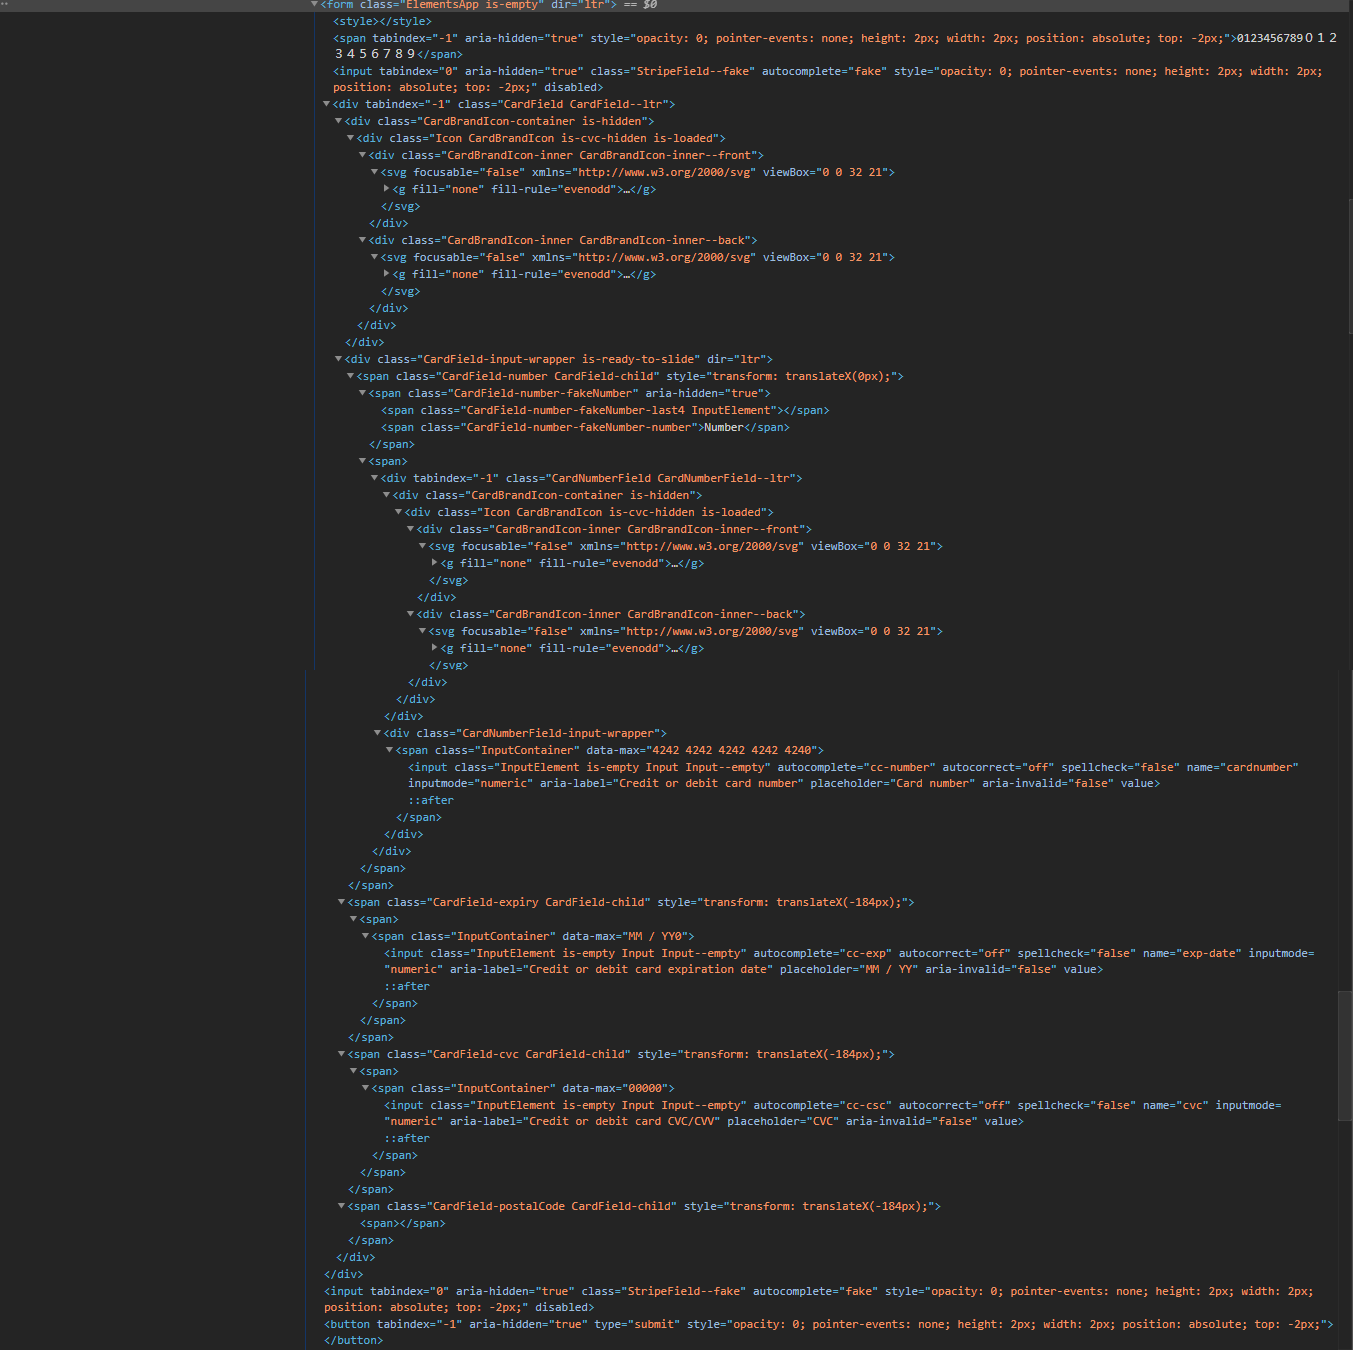 <form class="ElementsApp is-empty" dir="ltr"> == $0
<style></style>
<span tabindex="-1" aria-hidden="true" style="opacity: 0; pointer-events: none; height: 2px; width: 2px; position: absolute; top: -2px;">0123456789０１２
３４５６７８９</span>
<input tabindex="0" aria-hidden="true" class="StripeField--fake" autocomplete="fake" style="opacity: 0; pointer-events: none; height: 2px; width: 2px;
position: absolute; top: -2px;" disabled>
<div tabindex="-1" class="CardField CardField--ltr">
<div class="CardBrandIcon-container is-hidden">
<div class="Icon CardBrandIcon is-cvc-hidden is-loaded">
<div class="CardBrandIcon-inner CardBrandIcon-inner--front">
<svg focusable="false" xmlns="http://www.w3.org/2000/svg" viewBox="0 0 32 21">
<g fill="none" fill-rule="evenodd">…</g>
</svg>
</div>
<div class="CardBrandIcon-inner CardBrandIcon-inner--back">
<svg focusable="false" xmlns="http://www.w3.org/2000/svg" viewBox="0 0 32 21">
<g fill="none" fill-rule="evenodd">…</g>
</svg>
</div>
</div>
</div>
<div class="CardField-input-wrapper is-ready-to-slide" dir="ltr">
<span class="CardField-number CardField-child" style="transform: translateX(0px);">
<span class="CardField-number-fakeNumber" aria-hidden="true">
<span class="CardField-number-fakeNumber-last4 InputElement"></span>
<span class="CardField-number-fakeNumber-number">Number</span>
</span>
<span>
<div tabindex="-1" class="CardNumberField CardNumberField--ltr">
<div class="CardBrandIcon-container is-hidden">
<div class="Icon CardBrandIcon is-cvc-hidden is-loaded">
<div class="CardBrandIcon-inner CardBrandIcon-inner--front">
<svg focusable="false" xmlns="http://www.w3.org/2000/svg" viewBox="0 0 32 21">
<g fill="none" fill-rule="evenodd">…</g>
</svg>
</div>
<div class="CardBrandIcon-inner CardBrandIcon-inner--back">
<svg focusable="false" xmlns="http://www.w3.org/2000/svg" viewBox="0 0 32 21">
<g fill="none" fill-rule="evenodd">…</g>
</svg>
</div>
</div>
</div>
<div class="CardNumberField-input-wrapper">
<span class="InputContainer" data-max="4242 4242 4242 4242 4240">
<input class="InputElement is-empty Input Input--empty" autocomplete="cc-number" autocorrect="off" spellcheck="false" name="cardnumber"
inputmode="numeric" aria-label="Credit or debit card number" placeholder="Card number" aria-invalid="false" value>
::after
</span>
</div>
</div>
</span>
</span>
<span class="CardField-expiry CardField-child" style="transform: translateX(-184px);">
<span>
<span class="InputContainer" data-max="MM / YY0">
<input class="InputElement is-empty Input Input--empty" autocomplete="cc-exp" autocorrect="off" spellcheck="false" name="exp-date" inputmode=
"numeric" aria-label="Credit or debit card expiration date" placeholder="MM / YY" aria-invalid="false" value>
::after
</span>
</span>
</span>
<span class="CardField-cvc CardField-child" style="transform: translateX(-184px);">
<span>
<span class="InputContainer" data-max="00000">
<input class="InputElement is-empty Input Input--empty" autocomplete="cc-csc" autocorrect="off" spellcheck="false" name="cvc" inputmode=
"numeric" aria-label="Credit or debit card CVC/CVV" placeholder="CVC" aria-invalid="false" value>
::after
</span>
</span>
</span>
<span class="CardField-postalCode CardField-child" style="transform: translateX(-184px);">
<span></span>
</span>
</div>
</div>
<input tabindex="0" aria-hidden="true" class="StripeField--fake" autocomplete="fake" style="opacity: 0; pointer-events: none; height: 2px; width: 2px;
position: absolute; top: -2px;" disabled>
<button tabindex="-1" aria-hidden="true" type="submit" style="opacity: 0; pointer-events: none; height: 2px; width: 2px; position: absolute; top: -2px;">
</button>